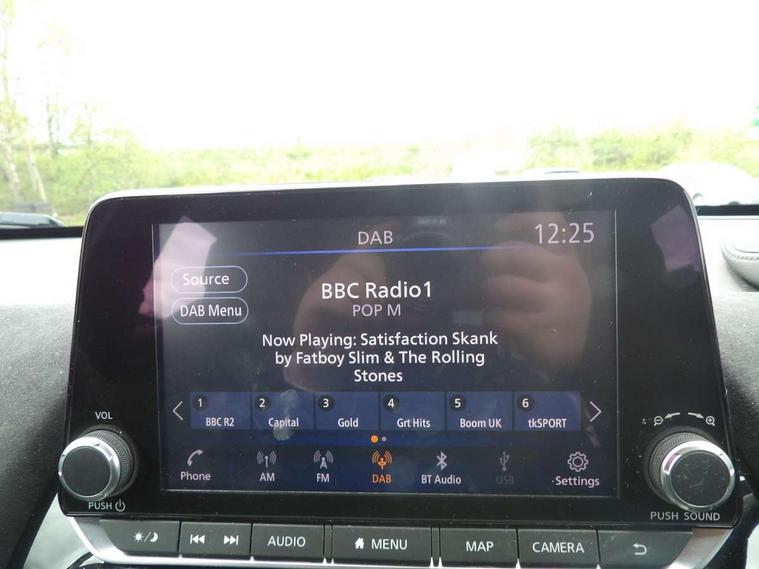 DAB
12:25
Source
DAB Menu
BBC Radio1
POP M
Now Playing: Satisfaction Skank
by Fatboy Slim & The Rolling
Stones
1 BBC R2
2 Capital
3 Gold
4 Grt Hits
5 Boom UK
6 tkSPORT
Phone
AM
FM
DAB
BT Audio
USB
Settings
VOL
PUSH
PUSH SOUND
AUDIO
MENU
MAP
CAMERA